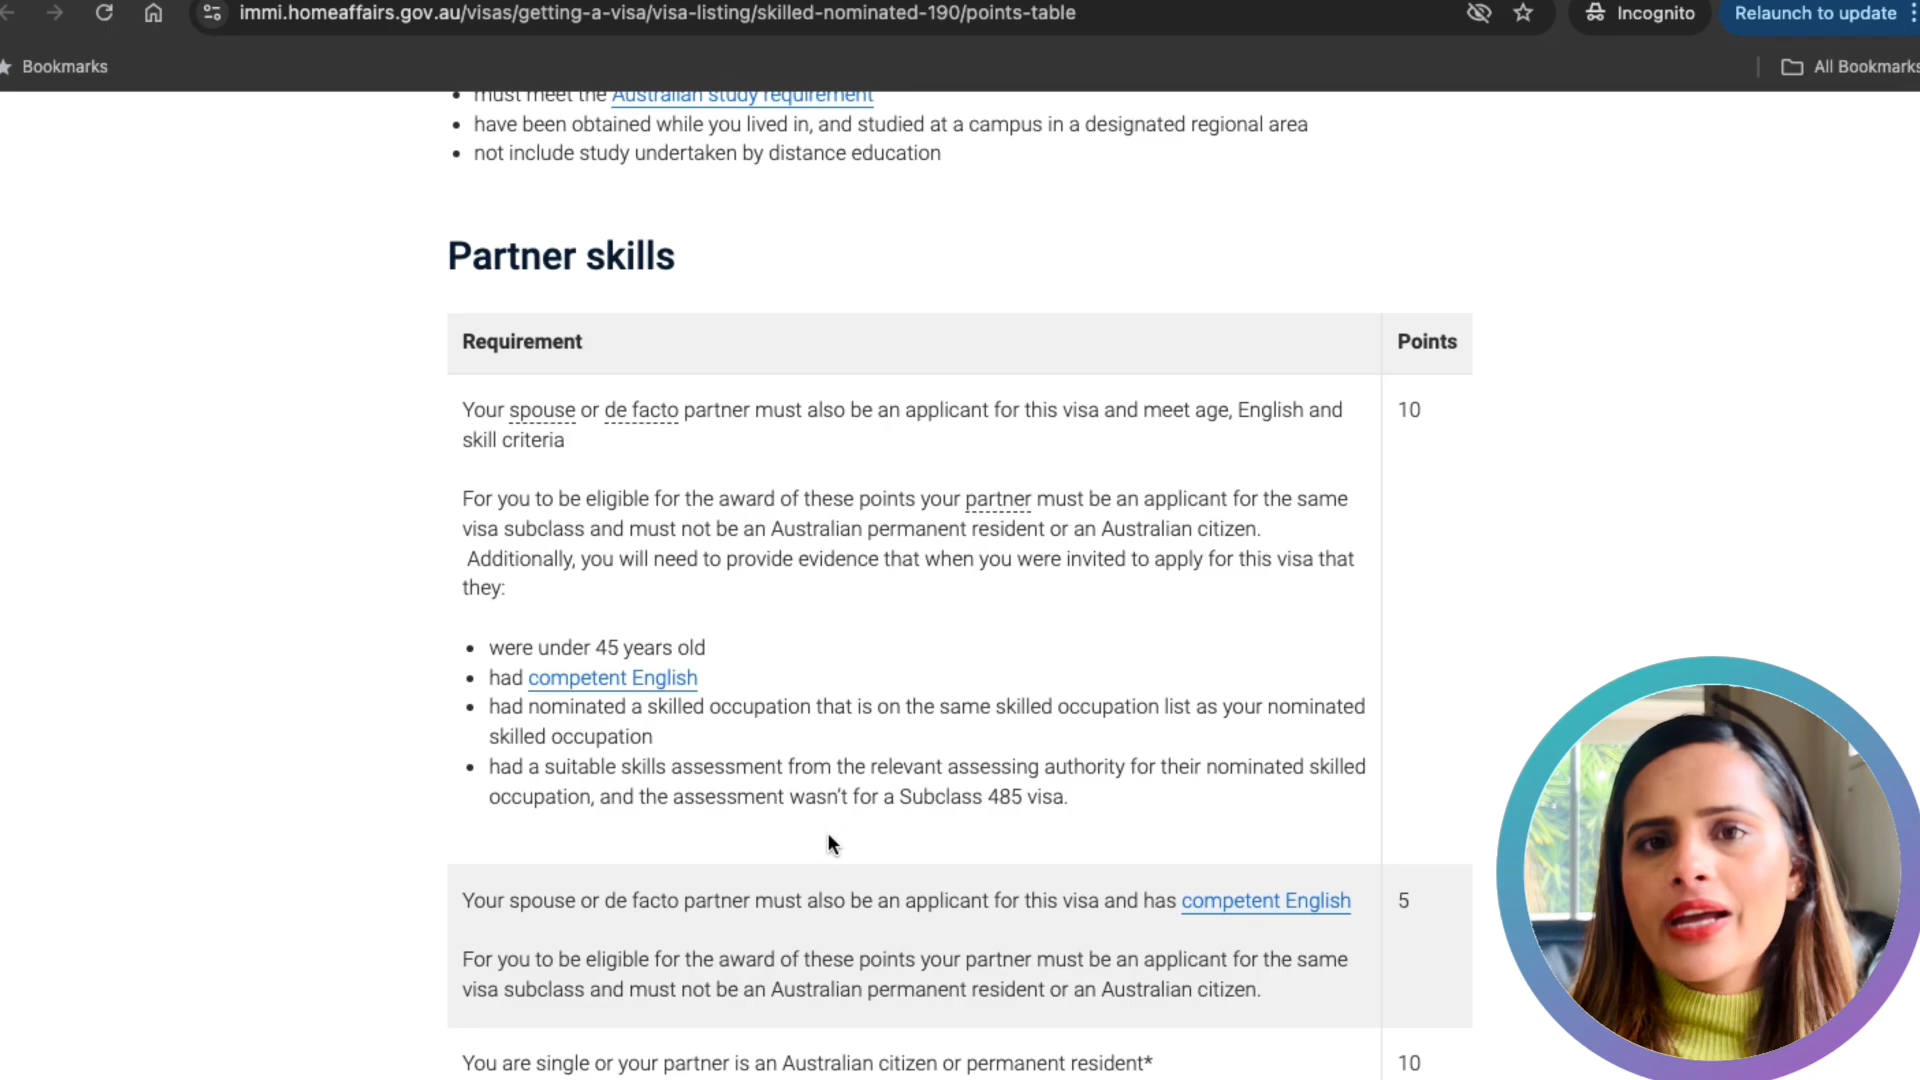 immi.homeaffairs.gov.au/visas/getting-a-visa/visa-listing/skilled-nominated-190/points-table
Incognito
Relaunch to update
Bookmarks
All Bookmarks
• must meet the Australian study requirement
• have been obtained while you lived in, and studied at a campus in a designated regional area
• not include study undertaken by distance education
Partner skills
Requirement
Points
Your spouse or de facto partner must also be an applicant for this visa and meet age, English and
skill criteria
10
For you to be eligible for the award of these points your partner must be an applicant for the same
visa subclass and must not be an Australian permanent resident or an Australian citizen.
Additionally, you will need to provide evidence that when you were invited to apply for this visa that
they:
• were under 45 years old
• had competent English
• had nominated a skilled occupation that is on the same skilled occupation list as your nominated
skilled occupation
• had a suitable skills assessment from the relevant assessing authority for their nominated skilled
occupation, and the assessment wasn't for a Subclass 485 visa.
Your spouse or de facto partner must also be an applicant for this visa and has competent English
5
For you to be eligible for the award of these points your partner must be an applicant for the same
visa subclass and must not be an Australian permanent resident or an Australian citizen.
You are single or your partner is an Australian citizen or permanent resident*
10